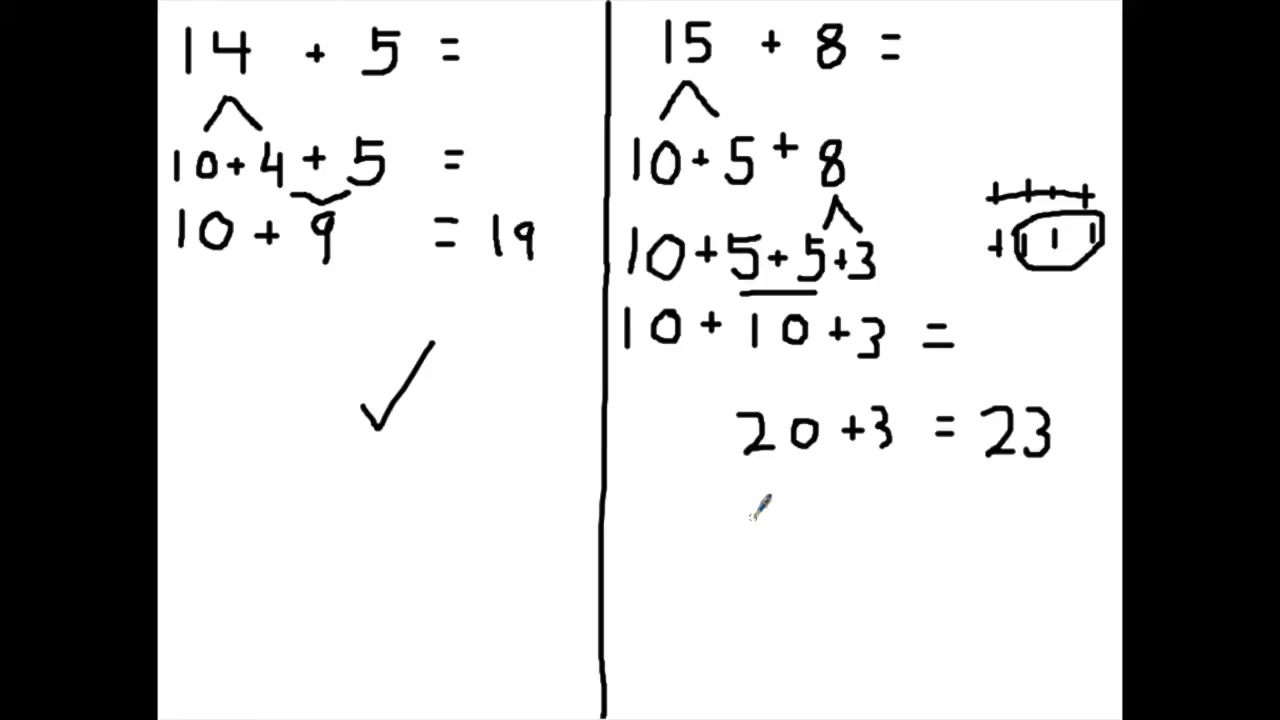 14 + 5 =
10+4 + 5 =
10 + 9 = 19
15 + 8 =
10+5+8
10+5+5+3
10+10+3 =
20+3 = 23